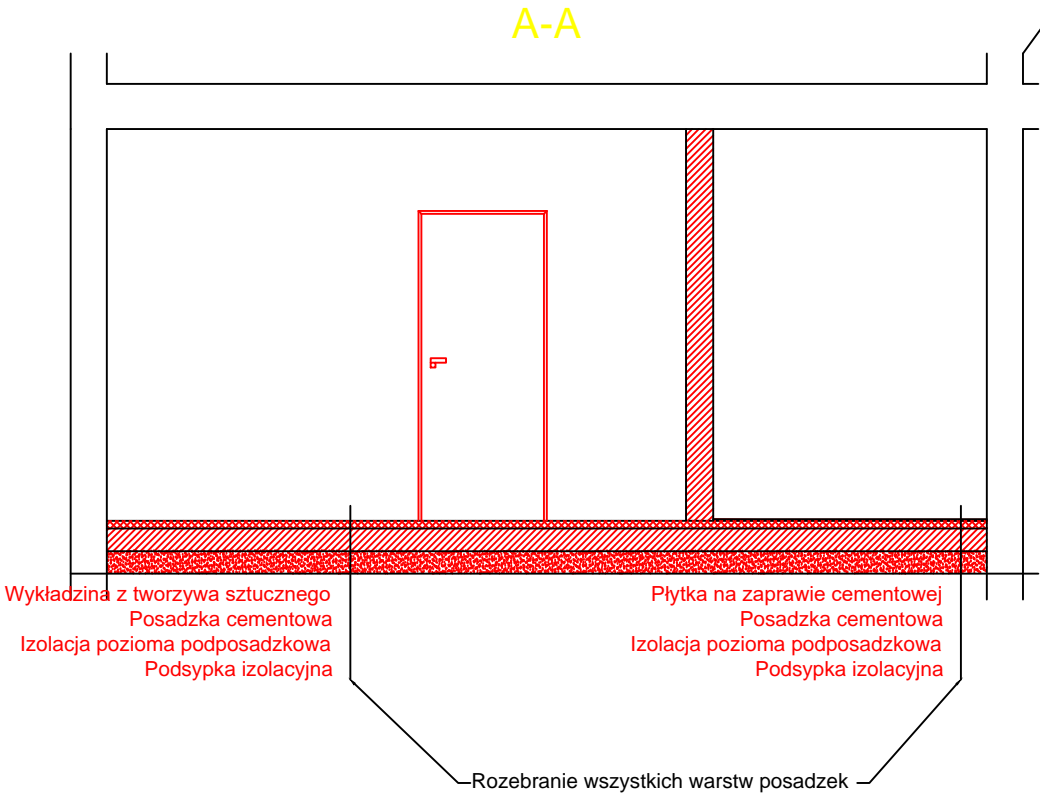 A-A
Wykładzina z tworzywa sztucznego
Posadzka cementowa
Izolacja pozioma podposadzkowa
Podsypka izolacyjna
Płytka na zaprawie cementowej
Posadzka cementowa
Izolacja pozioma podposadzkowa
Podsypka izolacyjna
Rozebranie wszystkich warstw posadzek